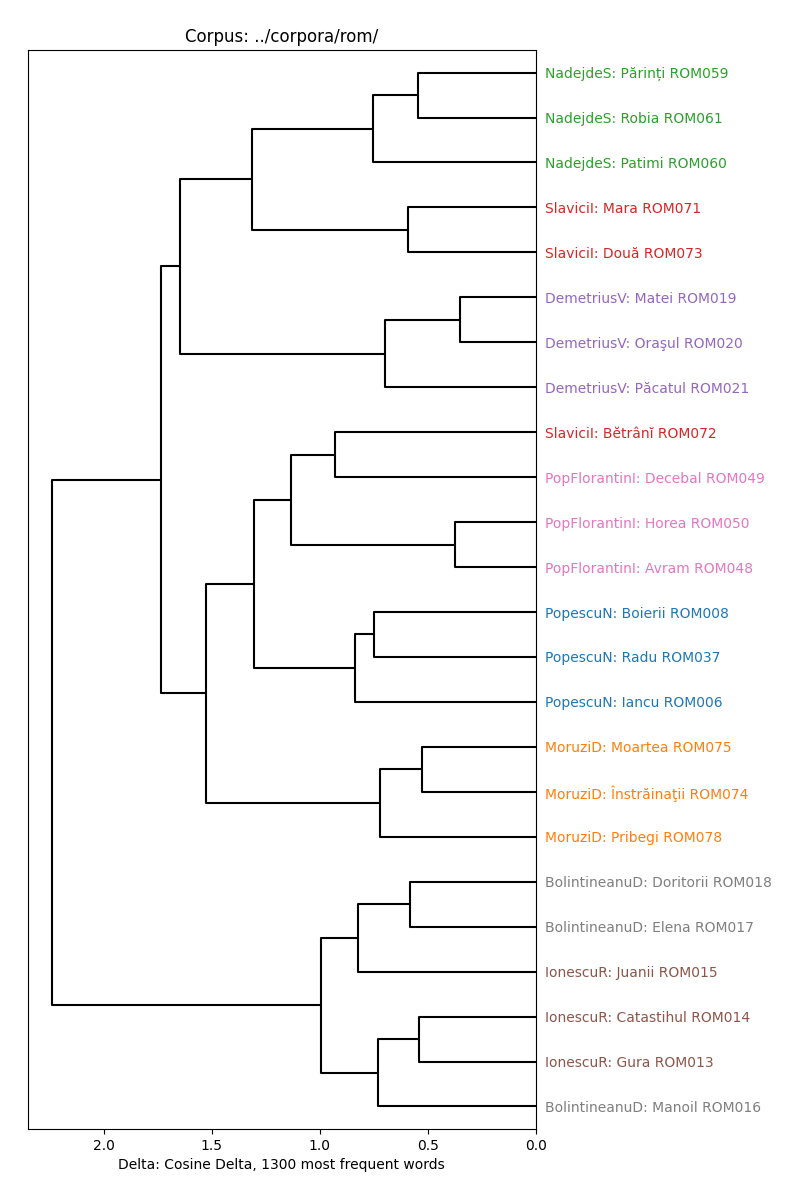 Corpus: ../corpora/rom/
NadejdeS: Părinți ROM059
NadejdeS: Robia ROM061
NadejdeS: Patimi ROM060
SlaviciI: Mara ROM071
SlaviciI: Două ROM073
DemetriusV: Matei ROM019
DemetriusV: Oraşul ROM020
DemetriusV: Păcatul ROM021
SlaviciI: Bĕtrânĭ ROM072
PopFlorantinI: Decebal ROM049
PopFlorantinI: Horea ROM050
PopFlorantinI: Avram ROM048
PopescuN: Boierii ROM008
PopescuN: Radu ROM037
PopescuN: Iancu ROM006
MoruziD: Moartea ROM075
MoruziD: Înstrăinaţii ROM074
MoruziD: Pribegi ROM078
BolintineanuD: Doritorii ROM018
BolintineanuD: Elena ROM017
IonescuR: Juanii ROM015
IonescuR: Catastihul ROM014
IonescuR: Gura ROM013
BolintineanuD: Manoil ROM016
2.0 1.5 1.0 0.5 0.0
Delta: Cosine Delta, 1300 most frequent words